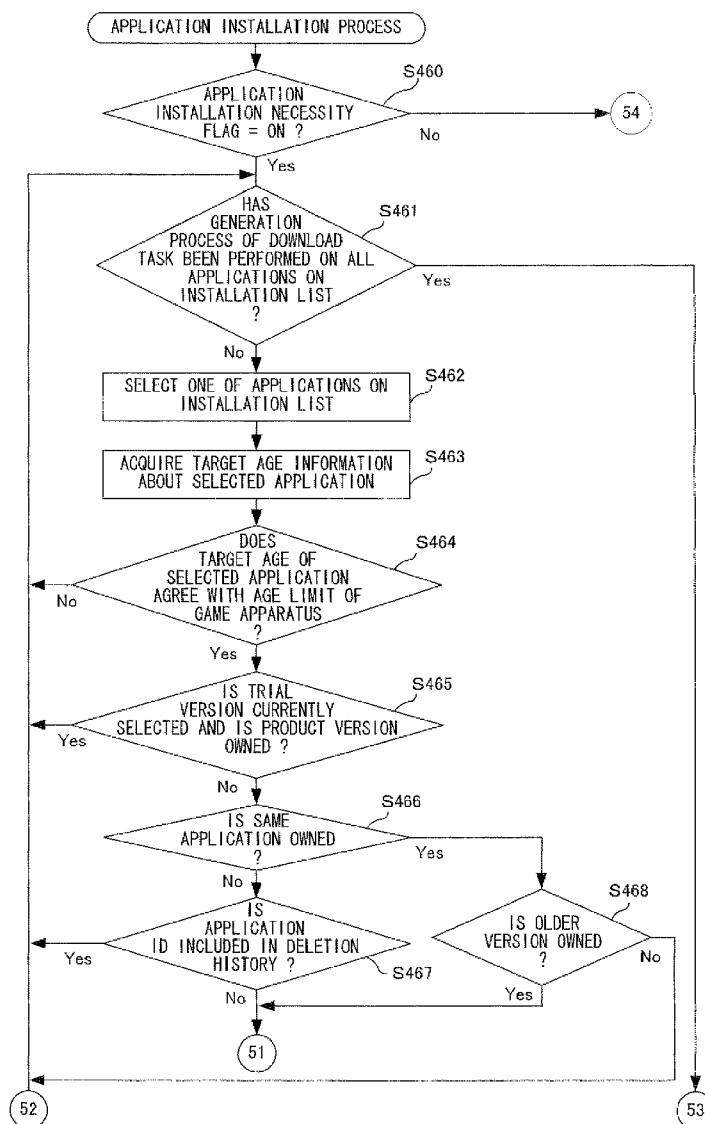 APPLICATION INSTALLATION PROCESS
S460
APPLICATION
INSTALLATION NECESSITY
FLAG = ON ?
No
54
Yes
S461
HAS
GENERATION
PROCESS OF DOWNLOAD
TASK BEEN PERFORMED ON ALL
APPLICATIONS ON
INSTALLATION LIST
?
Yes
No
S462
SELECT ONE OF APPLICATIONS ON
INSTALLATION LIST
S463
ACQUIRE TARGET AGE INFORMATION
ABOUT SELECTED APPLICATION
S464
DOES
TARGET AGE OF
SELECTED APPLICATION
AGREE WITH AGE LIMIT OF
GAME APPARATUS
?
No
Yes
S465
IS TRIAL
VERSION CURRENTLY
SELECTED AND IS PRODUCT VERSION
OWNED ?
Yes
No
S466
IS SAME
APPLICATION OWNED
?
Yes
No
S468
IS OLDER
VERSION OWNED
?
No
Yes
IS
APPLICATION
ID INCLUDED IN DELETION
HISTORY ?
Yes
S467
No
51
52
53